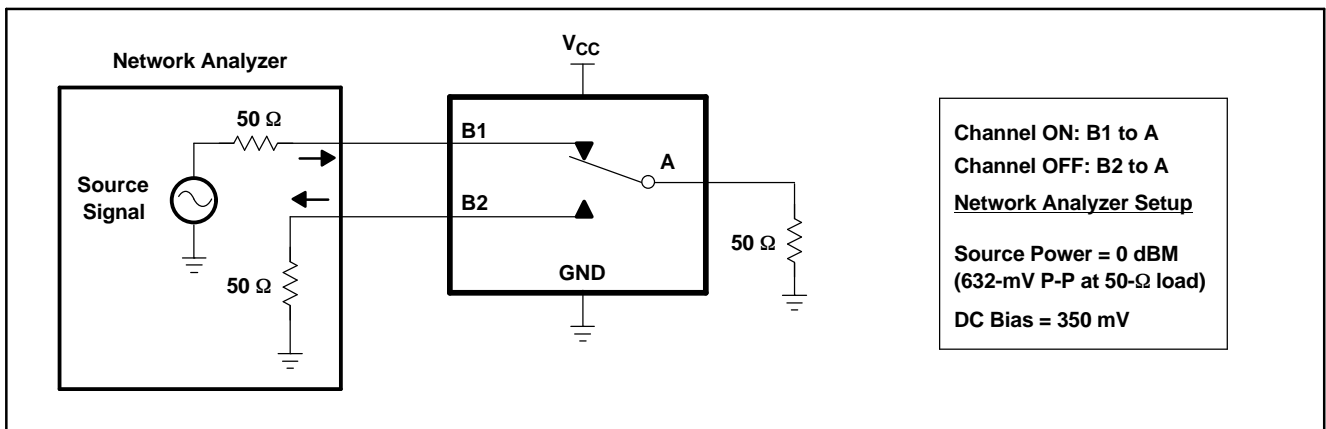 Network Analyzer
50 Ω
Source
Signal
50 Ω
VCC
B1
B2
A
GND
50 Ω
Channel ON: B1 to A
Channel OFF: B2 to A
Network Analyzer Setup
Source Power = 0 dBM
(632-mV P-P at 50-Ω load)
DC Bias = 350 mV